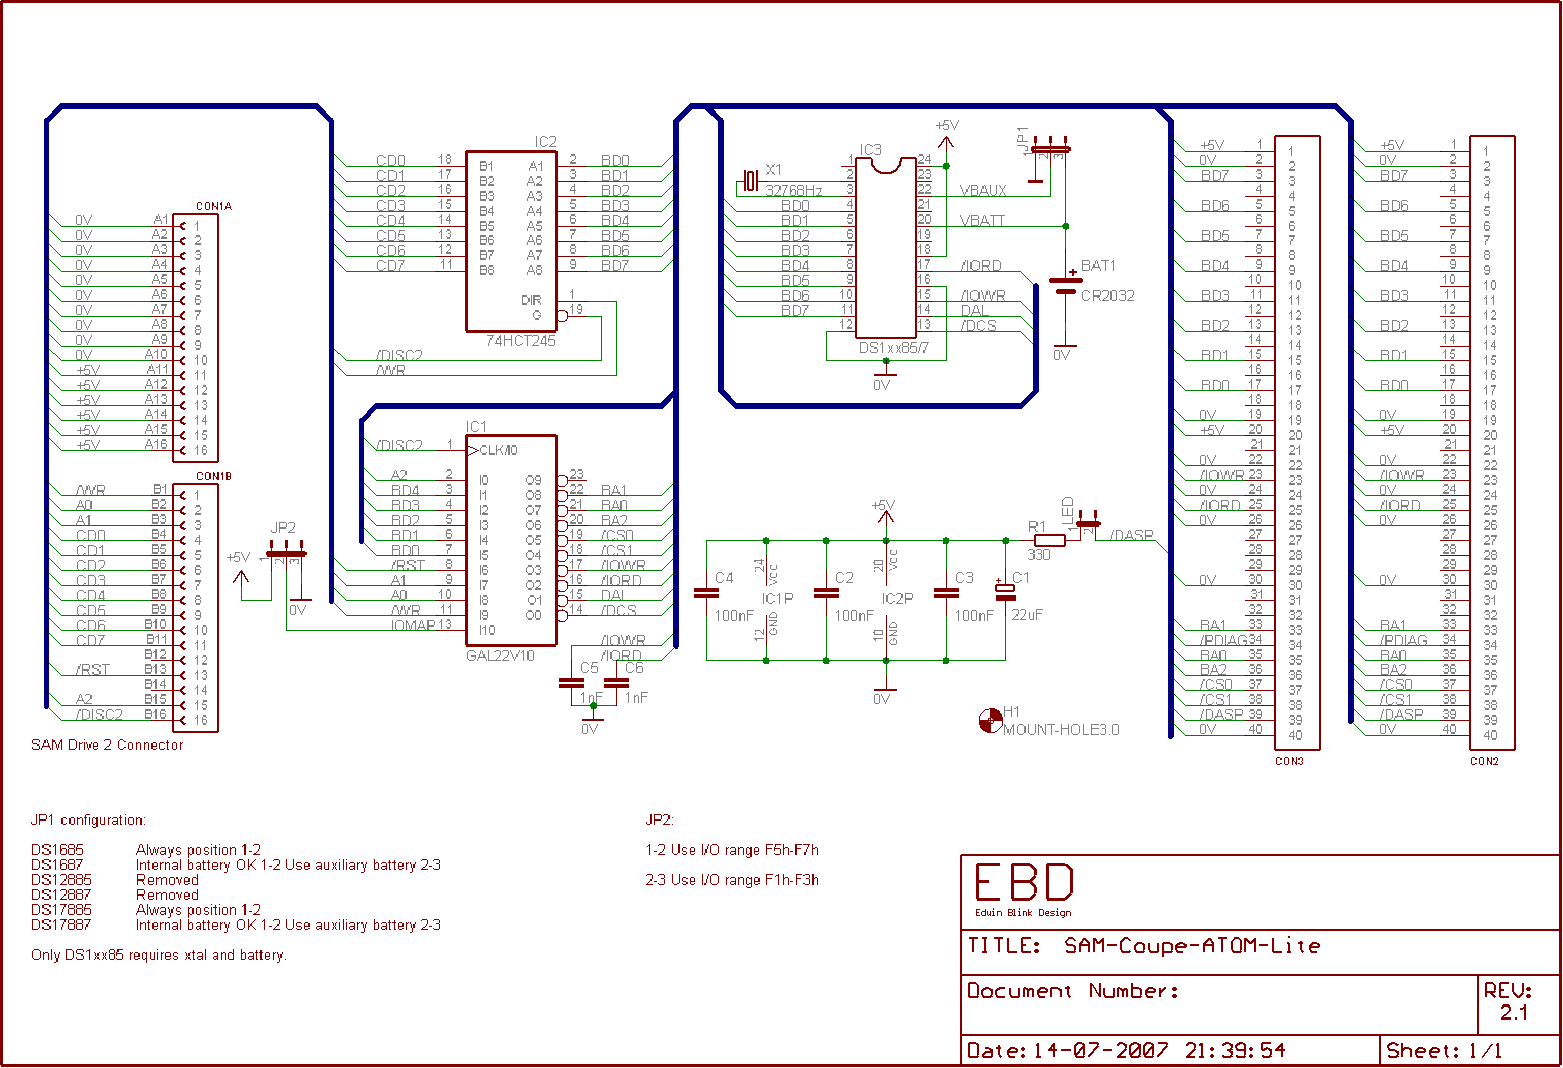 CON1A
0V A1 1
0V A2 2
0V A3 3
0V A4 4
0V A5 5
0V A6 6
0V A7 7
0V A8 8
0V A9 9
0V A10 10
+5V A11 11
+5V A12 12
+5V A13 13
+5V A14 14
+5V A15 15
+5V A16 16
CON1B
/WR B1 1
A0 B2 2
A1 B3 3
CD0 B4 4
CD1 B5 5
CD2 B6 6
CD3 B7 7
CD4 B8 8
CD5 B9 9
CD6 B10 10
CD7 B11 11
B12 12
/RST B13 13
B14 14
A2 B15 15
/DISC2 B16 16
SAM Drive 2 Connector
JP2
1 2 3
+5V
0V
IC2
CD0 18 B1 A1 2 BD0
CD1 17 B2 A2 3 BD1
CD2 16 B3 A3 4 BD2
CD3 15 B4 A4 5 BD3
CD4 14 B5 A5 6 BD4
CD5 13 B6 A6 7 BD5
CD6 12 B7 A7 8 BD6
CD7 11 B8 A8 9 BD7
DIR 1
G 19
74HCT245
/DISC2
/WR
IC1
/DISC2 1 CLK/I0
A2 2 I0 O9 23
BD4 3 I1 O8 22 BA1
BD3 4 I2 O7 21 BA0
BD2 5 I3 O6 20 BA2
BD1 6 I4 O5 19 /CS0
BD0 7 I5 O4 18 /CS1
/RST 8 I6 O3 17 /IOWR
A1 9 I7 O2 16 /IORD
A0 10 I8 O1 15 DAL
/WR 11 I9 O0 14 /DCS
IOMAP 13 I10
GAL22V10
/IOWR
/IORD
C5 C6
1nF 1nF
0V
IC3
+5V
X1
32768Hz
1 24
2 23
3 22 VBAUX
BD0 4 21
BD1 5 20 VBATT
BD2 6 19
BD3 7 18
BD4 8 17 /IORD
BD5 9 16
BD6 10 15 /IOWR
BD7 11 14 DAL
12 13 /DCS
DS1xx85/7
0V
JP1
1 2 3
BAT1
+
CR2032
0V
+5V
C4 100nF
24 VCC
IC1P
12 GND
C2 100nF
20 VCC
IC2P
10 GND
C3 100nF
+
C1
22uF
0V
R1
330
LED
1 2
/DASP
H1
MOUNT-HOLE3.0
+5V 1 1
0V 2 2
BD7 3 3
4 4
BD6 5 5
6 6
BD5 7 7
8 8
BD4 9 9
10 10
BD3 11 11
12 12
BD2 13 13
14 14
BD1 15 15
16 16
BD0 17 17
18 18
0V 19 19
+5V 20 20
21 21
0V 22 22
/IOWR 23 23
0V 24 24
/IORD 25 25
0V 26 26
27 27
28 28
29 29
0V 30 30
31 31
32 32
BA1 33 33
/PDIAG 34 34
BA0 35 35
BA2 36 36
/CS0 37 37
/CS1 38 38
/DASP 39 39
0V 40 40
CON3
+5V 1 1
0V 2 2
BD7 3 3
4 4
BD6 5 5
6 6
BD5 7 7
8 8
BD4 9 9
10 10
BD3 11 11
12 12
BD2 13 13
14 14
BD1 15 15
16 16
BD0 17 17
18 18
0V 19 19
+5V 20 20
21 21
0V 22 22
/IOWR 23 23
0V 24 24
/IORD 25 25
0V 26 26
27 27
28 28
29 29
0V 30 30
31 31
32 32
BA1 33 33
/PDIAG 34 34
BA0 35 35
BA2 36 36
/CS0 37 37
/CS1 38 38
/DASP 39 39
0V 40 40
CON2
JP1 configuration:
DS1685 Always position 1-2
DS1687 Internal battery OK 1-2 Use auxiliary battery 2-3
DS12885 Removed
DS12887 Removed
DS17885 Always position 1-2
DS17887 Internal battery OK 1-2 Use auxiliary battery 2-3
Only DS1xx85 requires xtal and battery.
JP2:
1-2 Use I/O range F5h-F7h
2-3 Use I/O range F1h-F3h
EBD
Edwin Blink Design
TITLE: SAM-Coupe-ATOM-Lite
Document Number:
REV:
2.1
Date: 14-07-2007 21:39:54
Sheet: 1/1